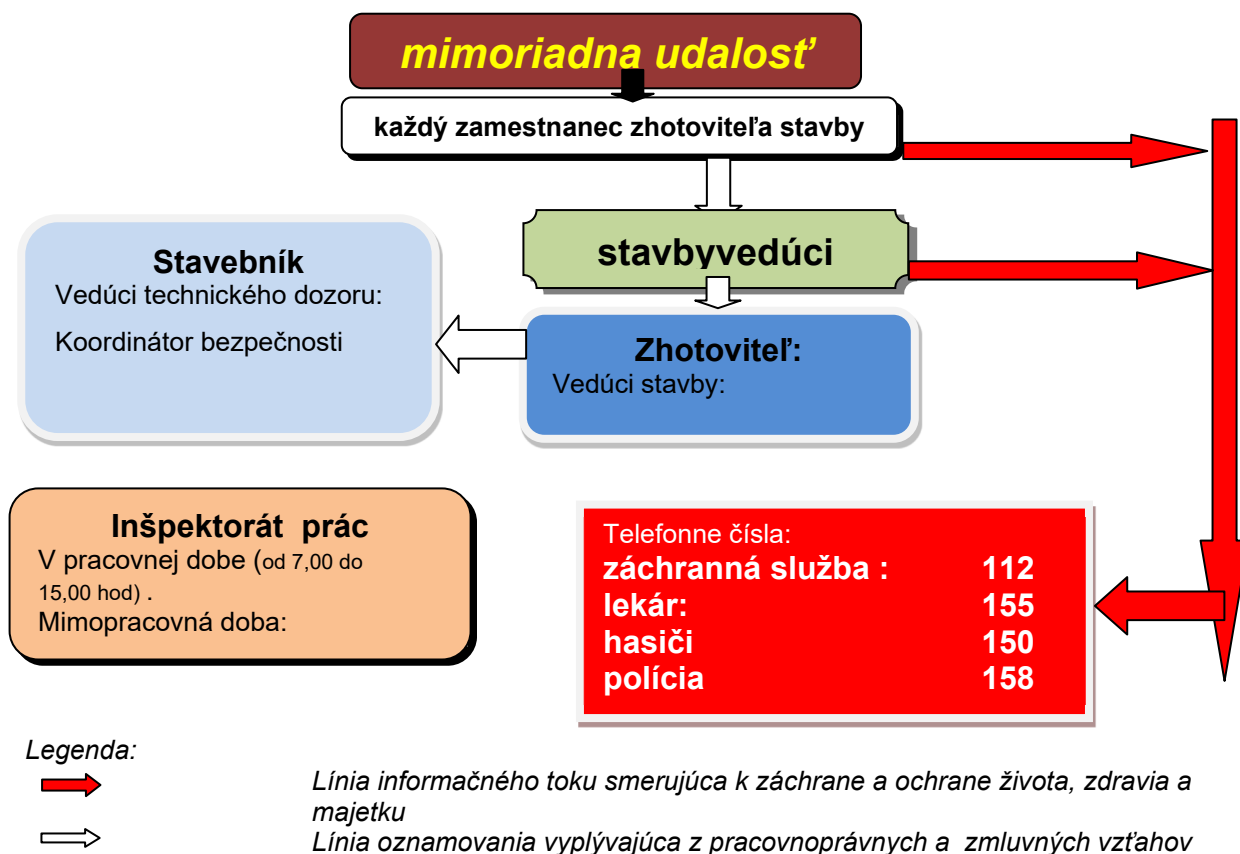 mimoriadna udalosť
každý zamestnanec zhotoviteľa stavby
stavbyvedúci
Stavebník
Vedúci technického dozoru:
Koordinátor bezpečnosti
Zhotoviteľ:
Vedúci stavby:
Inšpektorát  prác
V pracovnej dobe (od 7,00 do
15,00 hod) .
Mimopracovná doba:
Telefonne čísla:
záchranná služba : 112
lekár: 155
hasiči 150
polícia 158
Legenda:
Línia informačného toku smerujúca k záchrane a ochrane života, zdravia a
majetku
Línia oznamovania vyplývajúca z pracovnoprávnych a  zmluvných vzťahov